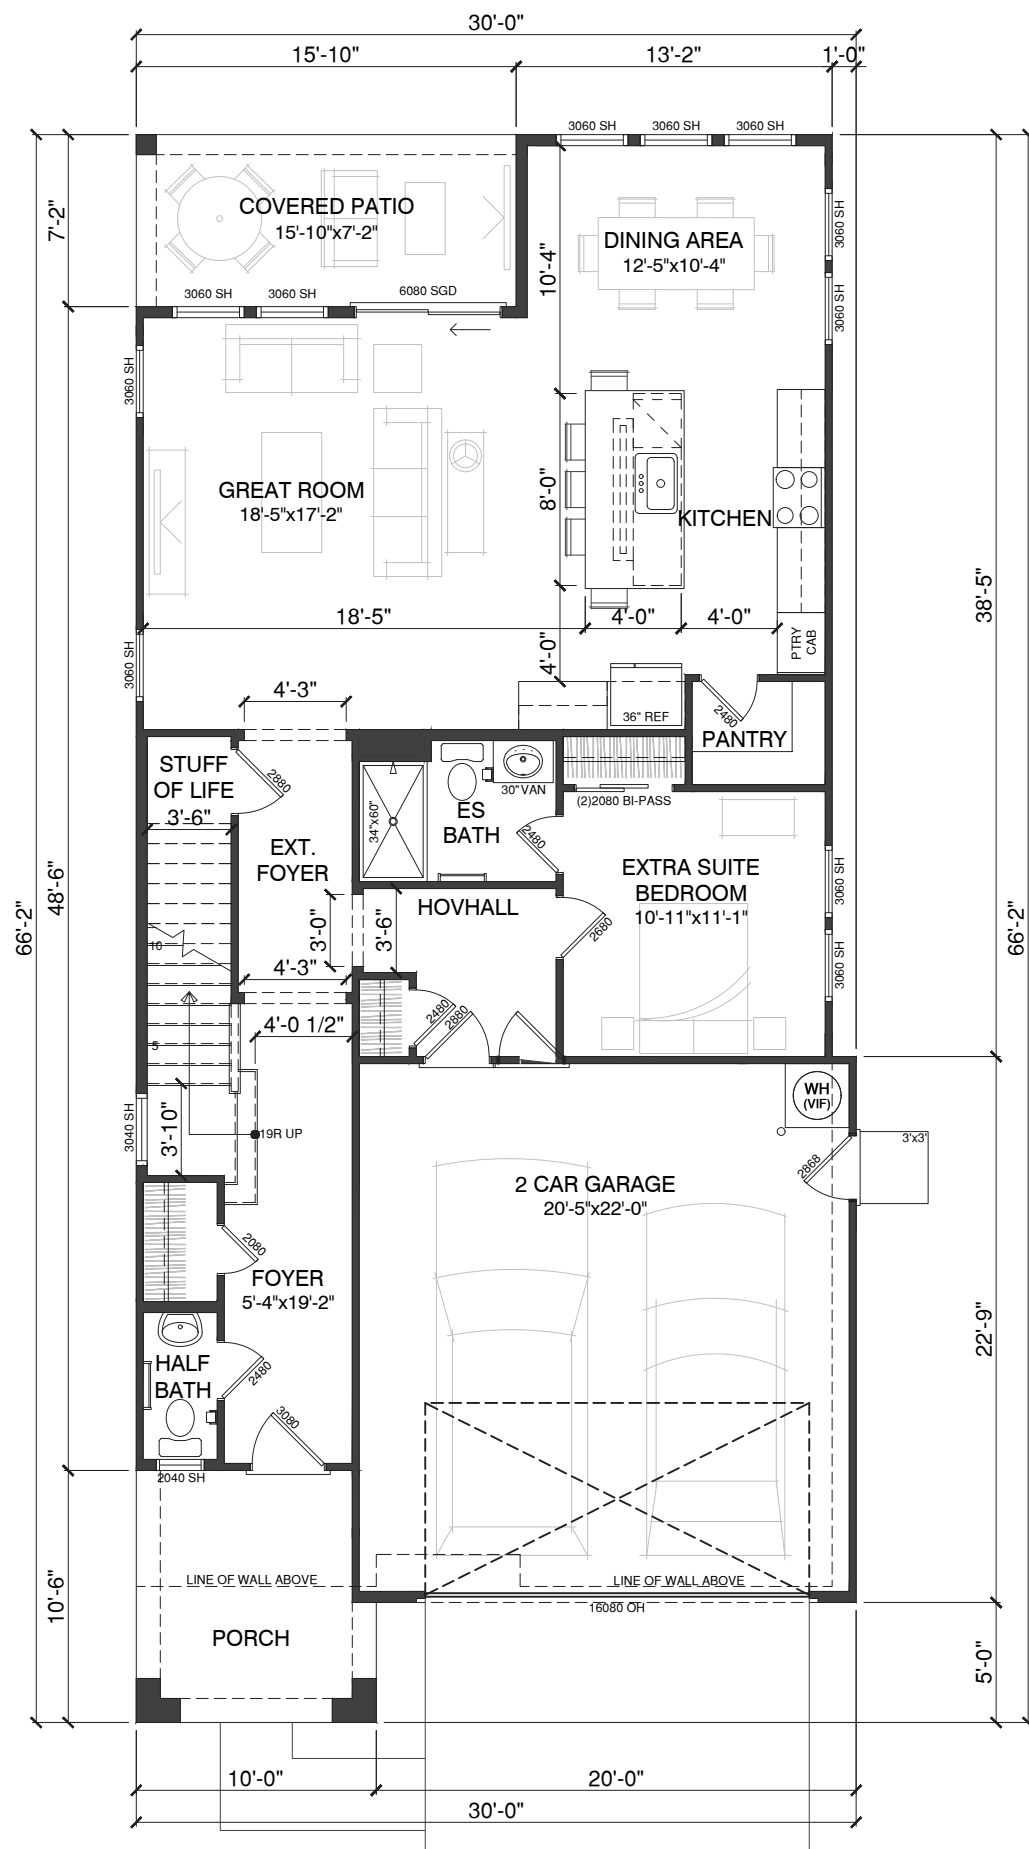 30'-0"
15'-10"
13'-2"
1'-0"
3060 SH
3060 SH
3060 SH
7'-2"
COVERED PATIO
15'-10"x7'-2"
3060 SH
3060 SH
6080 SGD
10'-4"
DINING AREA
12'-5"x10'-4"
3060 SH
3060 SH
3060 SH
GREAT ROOM
18'-5"x17'-2"
8'-0"
KITCHEN
38'-5"
18'-5"
4'-0"
4'-0"
4'-0"
PTRY
CAB
3060 SH
4'-3"
36" REF
2480
PANTRY
STUFF
OF LIFE
3'-6"
2880
EXT.
FOYER
34"x60"
30" VAN
ES
BATH
2480
(2)2080 BI-PASS
EXTRA SUITE
BEDROOM
10'-11"x11'-1"
3060 SH
3060 SH
66'-2"
48'-6"
66'-2"
HOVHALL
3'-0"
3'-6"
2680
10
4'-3"
4'-0 1/2"
2480
2880
5
3040 SH
3'-10"
19R UP
WH
(VIF)
3'x3'
2868
2 CAR GARAGE
20'-5"x22'-0"
2080
FOYER
5'-4"x19'-2"
22'-9"
HALF
BATH
2480
3080
2040 SH
LINE OF WALL ABOVE
LINE OF WALL ABOVE
16080 OH
10'-6"
PORCH
5'-0"
10'-0"
20'-0"
30'-0"